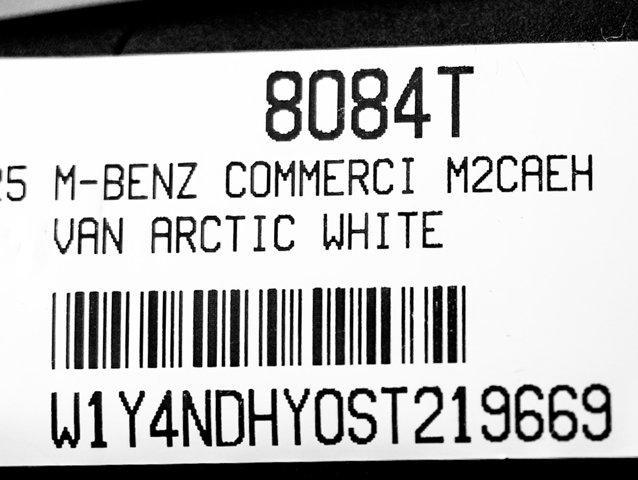 8084T
25 M-BENZ COMMERCI M2CAEH
VAN ARCTIC WHITE
W1Y4NDHY0ST219669